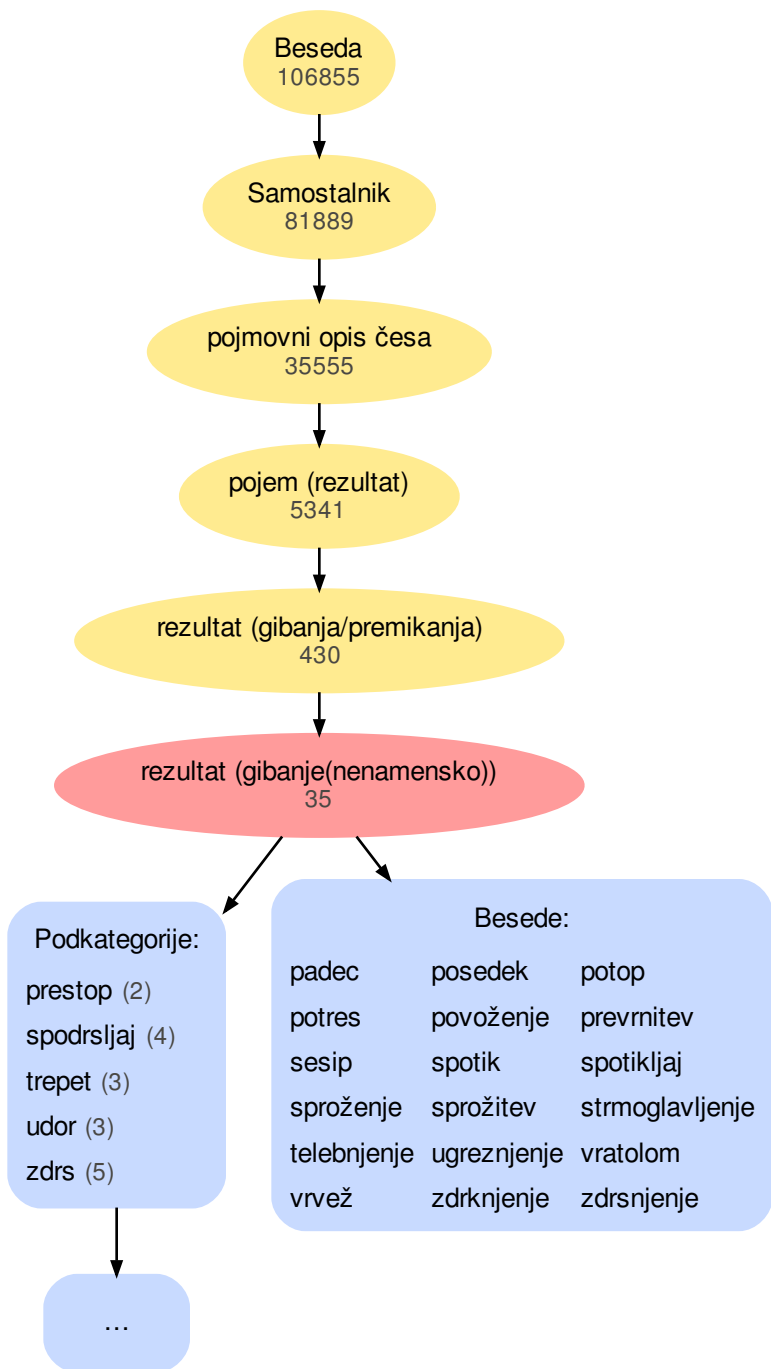 Beseda
106855
Samostalnik
81889
pojmovni opis česa
35555
pojem (rezultat)
5341
rezultat (gibanja/premikanja)
430
rezultat (gibanje(nenamensko))
35
Podkategorije:
prestop (2)
spodrsljaj (4)
trepet (3)
udor (3)
zdrs (5)
...
Besede:
padec posedek potop
potres povoženje prevrnitev
sesip spotik spotikljaj
sproženje sprožitev strmoglavljenje
telebnjenje ugreznjenje vratolom
vrvež zdrknjenje zdrsnjenje